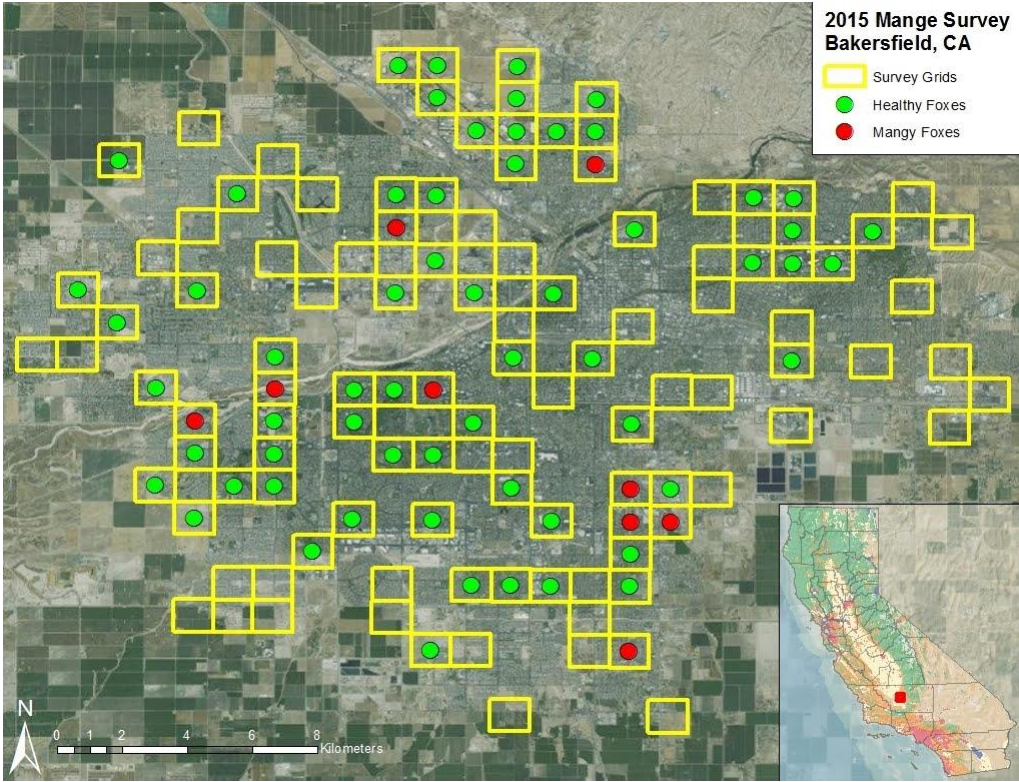 2015 Mange Survey
Bakersfield, CA
Survey Grids
Healthy Foxes
Mangy Foxes
N
0 1 2 4 6 8
Kilometers